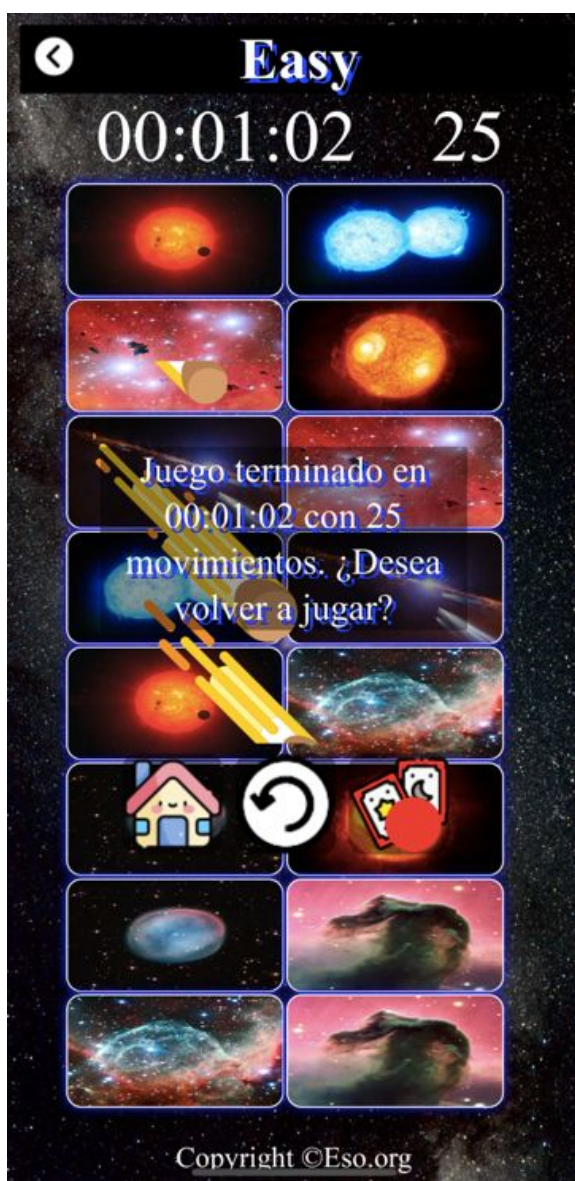 Easy
00:01:02 25
Juego terminado en
00:01:02 con 25
movimientos. ¿Desea
volver a jugar?
Copyright ©Eso.org